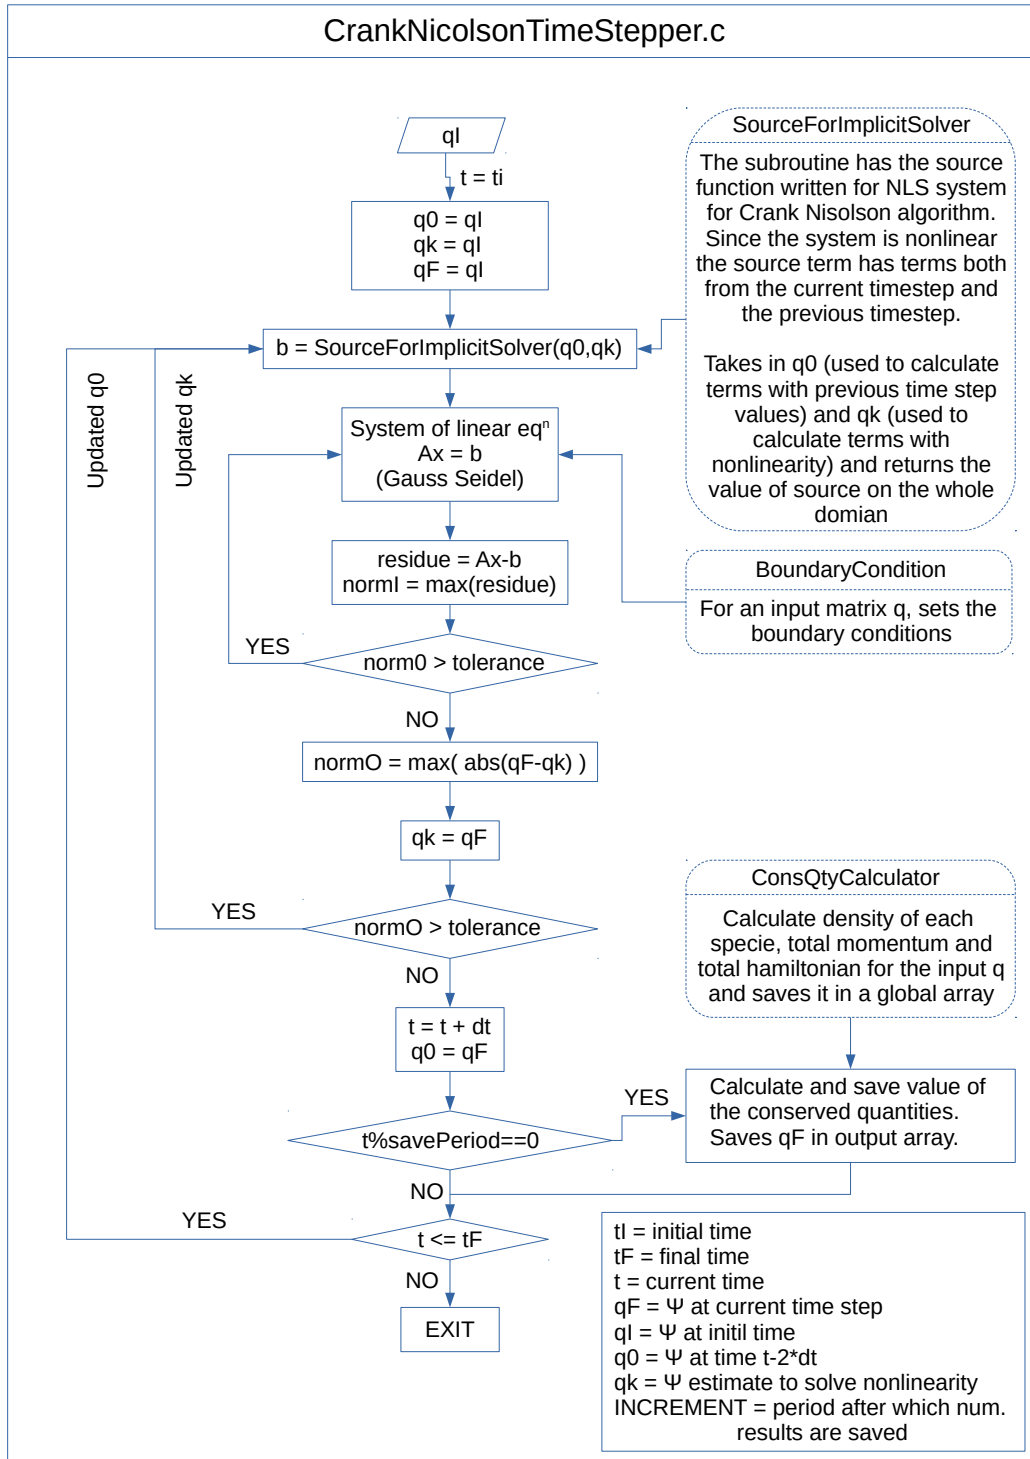 CrankNicolsonTimeStepper.c
qI
t = ti
q0 = qI
qk = qI
qF = qI
b = SourceForImplicitSolver(q0,qk)
System of linear eqⁿ
Ax = b
(Gauss Seidel)
residue = Ax-b
normI = max(residue)
YES
norm0 > tolerance
NO
normO = max( abs(qF-qk) )
qk = qF
YES
normO > tolerance
NO
t = t + dt
q0 = qF
YES
t%savePeriod==0
NO
YES
t <= tF
NO
EXIT
Updated q0
Updated qk
SourceForImplicitSolver
The subroutine has the source
function written for NLS system
for Crank Nisolson algorithm.
Since the system is nonlinear
the source term has terms both
from the current timestep and
the previous timestep.
Takes in q0 (used to calculate
terms with previous time step
values) and qk (used to
calculate terms with
nonlinearity) and returns the
value of source on the whole
domian
BoundaryCondition
For an input matrix q, sets the
boundary conditions
ConsQtyCalculator
Calculate density of each
specie, total momentum and
total hamiltonian for the input q
and saves it in a global array
Calculate and save value of
the conserved quantities.
Saves qF in output array.
tI = initial time
tF = final time
t = current time
qF = Ψ at current time step
qI = Ψ at initil time
q0 = Ψ at time t-2*dt
qk = Ψ estimate to solve nonlinearity
INCREMENT = period after which num.
results are saved